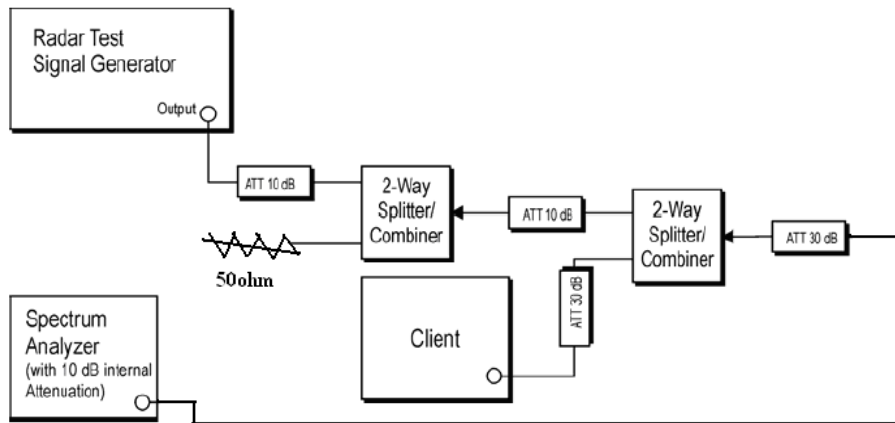 Radar Test
Signal Generator
Output
ATT 10 dB
2-Way
Splitter/
Combiner
ATT 10 dB
2-Way
Splitter/
Combiner
ATT 30 dB
50ohm
ATT 30 dB
Client
Spectrum
Analyzer
(with 10 dB internal
Attenuation)